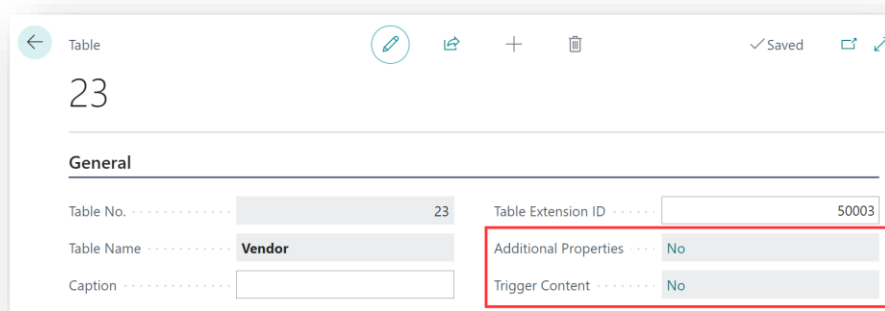 Table
Saved
23
General
Table No. 23
Table Extension ID 50003
Table Name Vendor
Additional Properties No
Caption
Trigger Content No